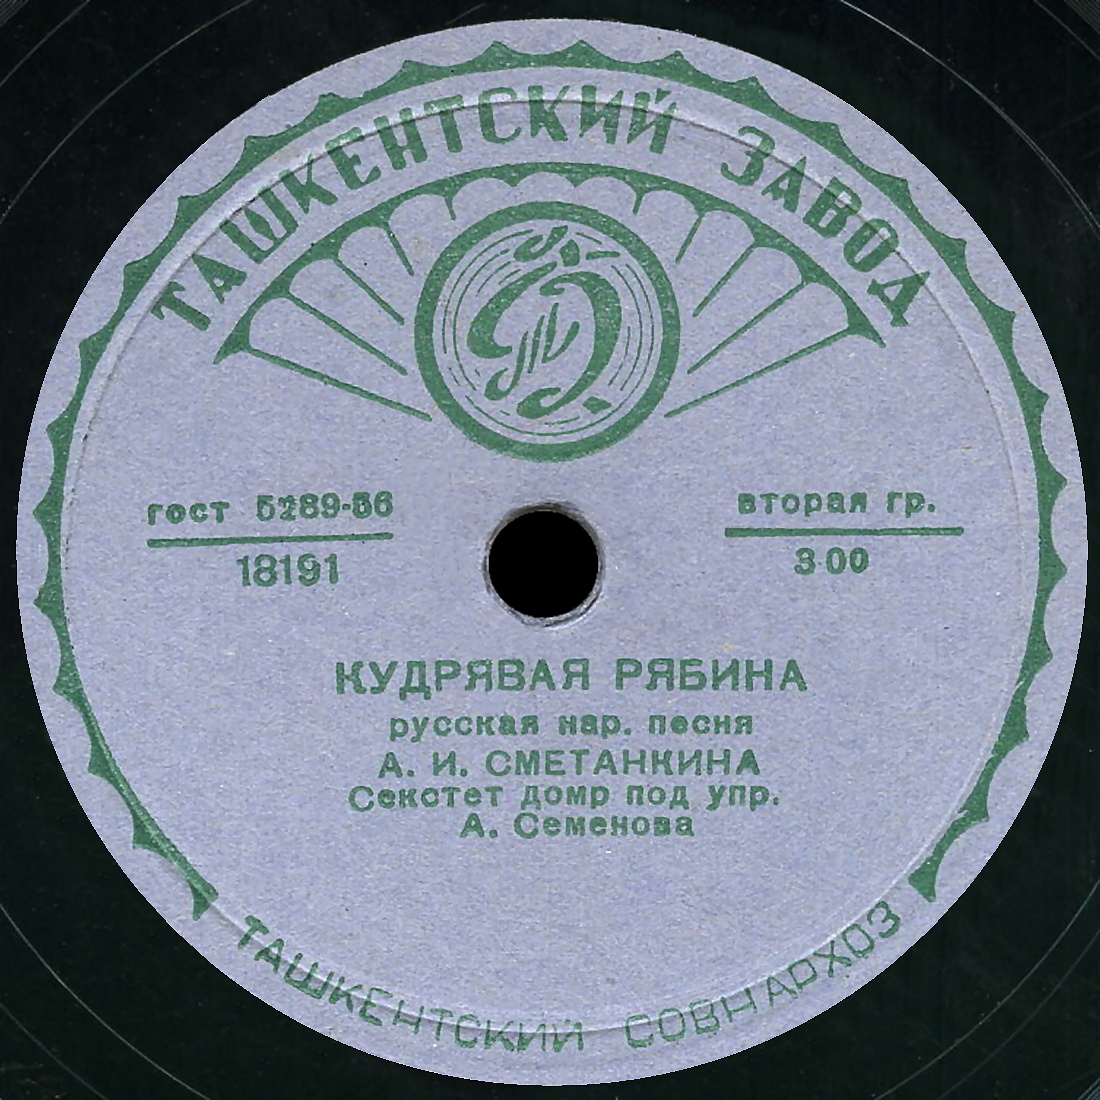 ТАШКЕНТСКИЙ ЗАВОД
гост 5289-56
18191
вторая гр.
3·00
КУДРЯВАЯ РЯБИНА
русская нар. песня
А. И. СМЕТАНКИНА
Секстет домр под упр.
А. Семенова
ТАШКЕНТСКИЙ СОВНАРХОЗ